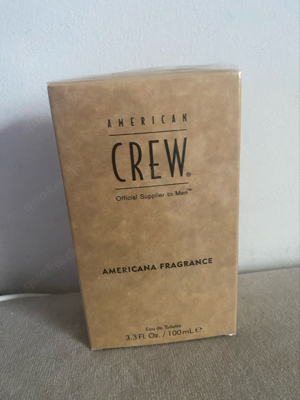 AMERICAN
CREW®
Official Supplier to Men™
AMERICANA FRAGRANCE
Eau de Toilette
3.3 Fl. Oz. / 100 mL ℮